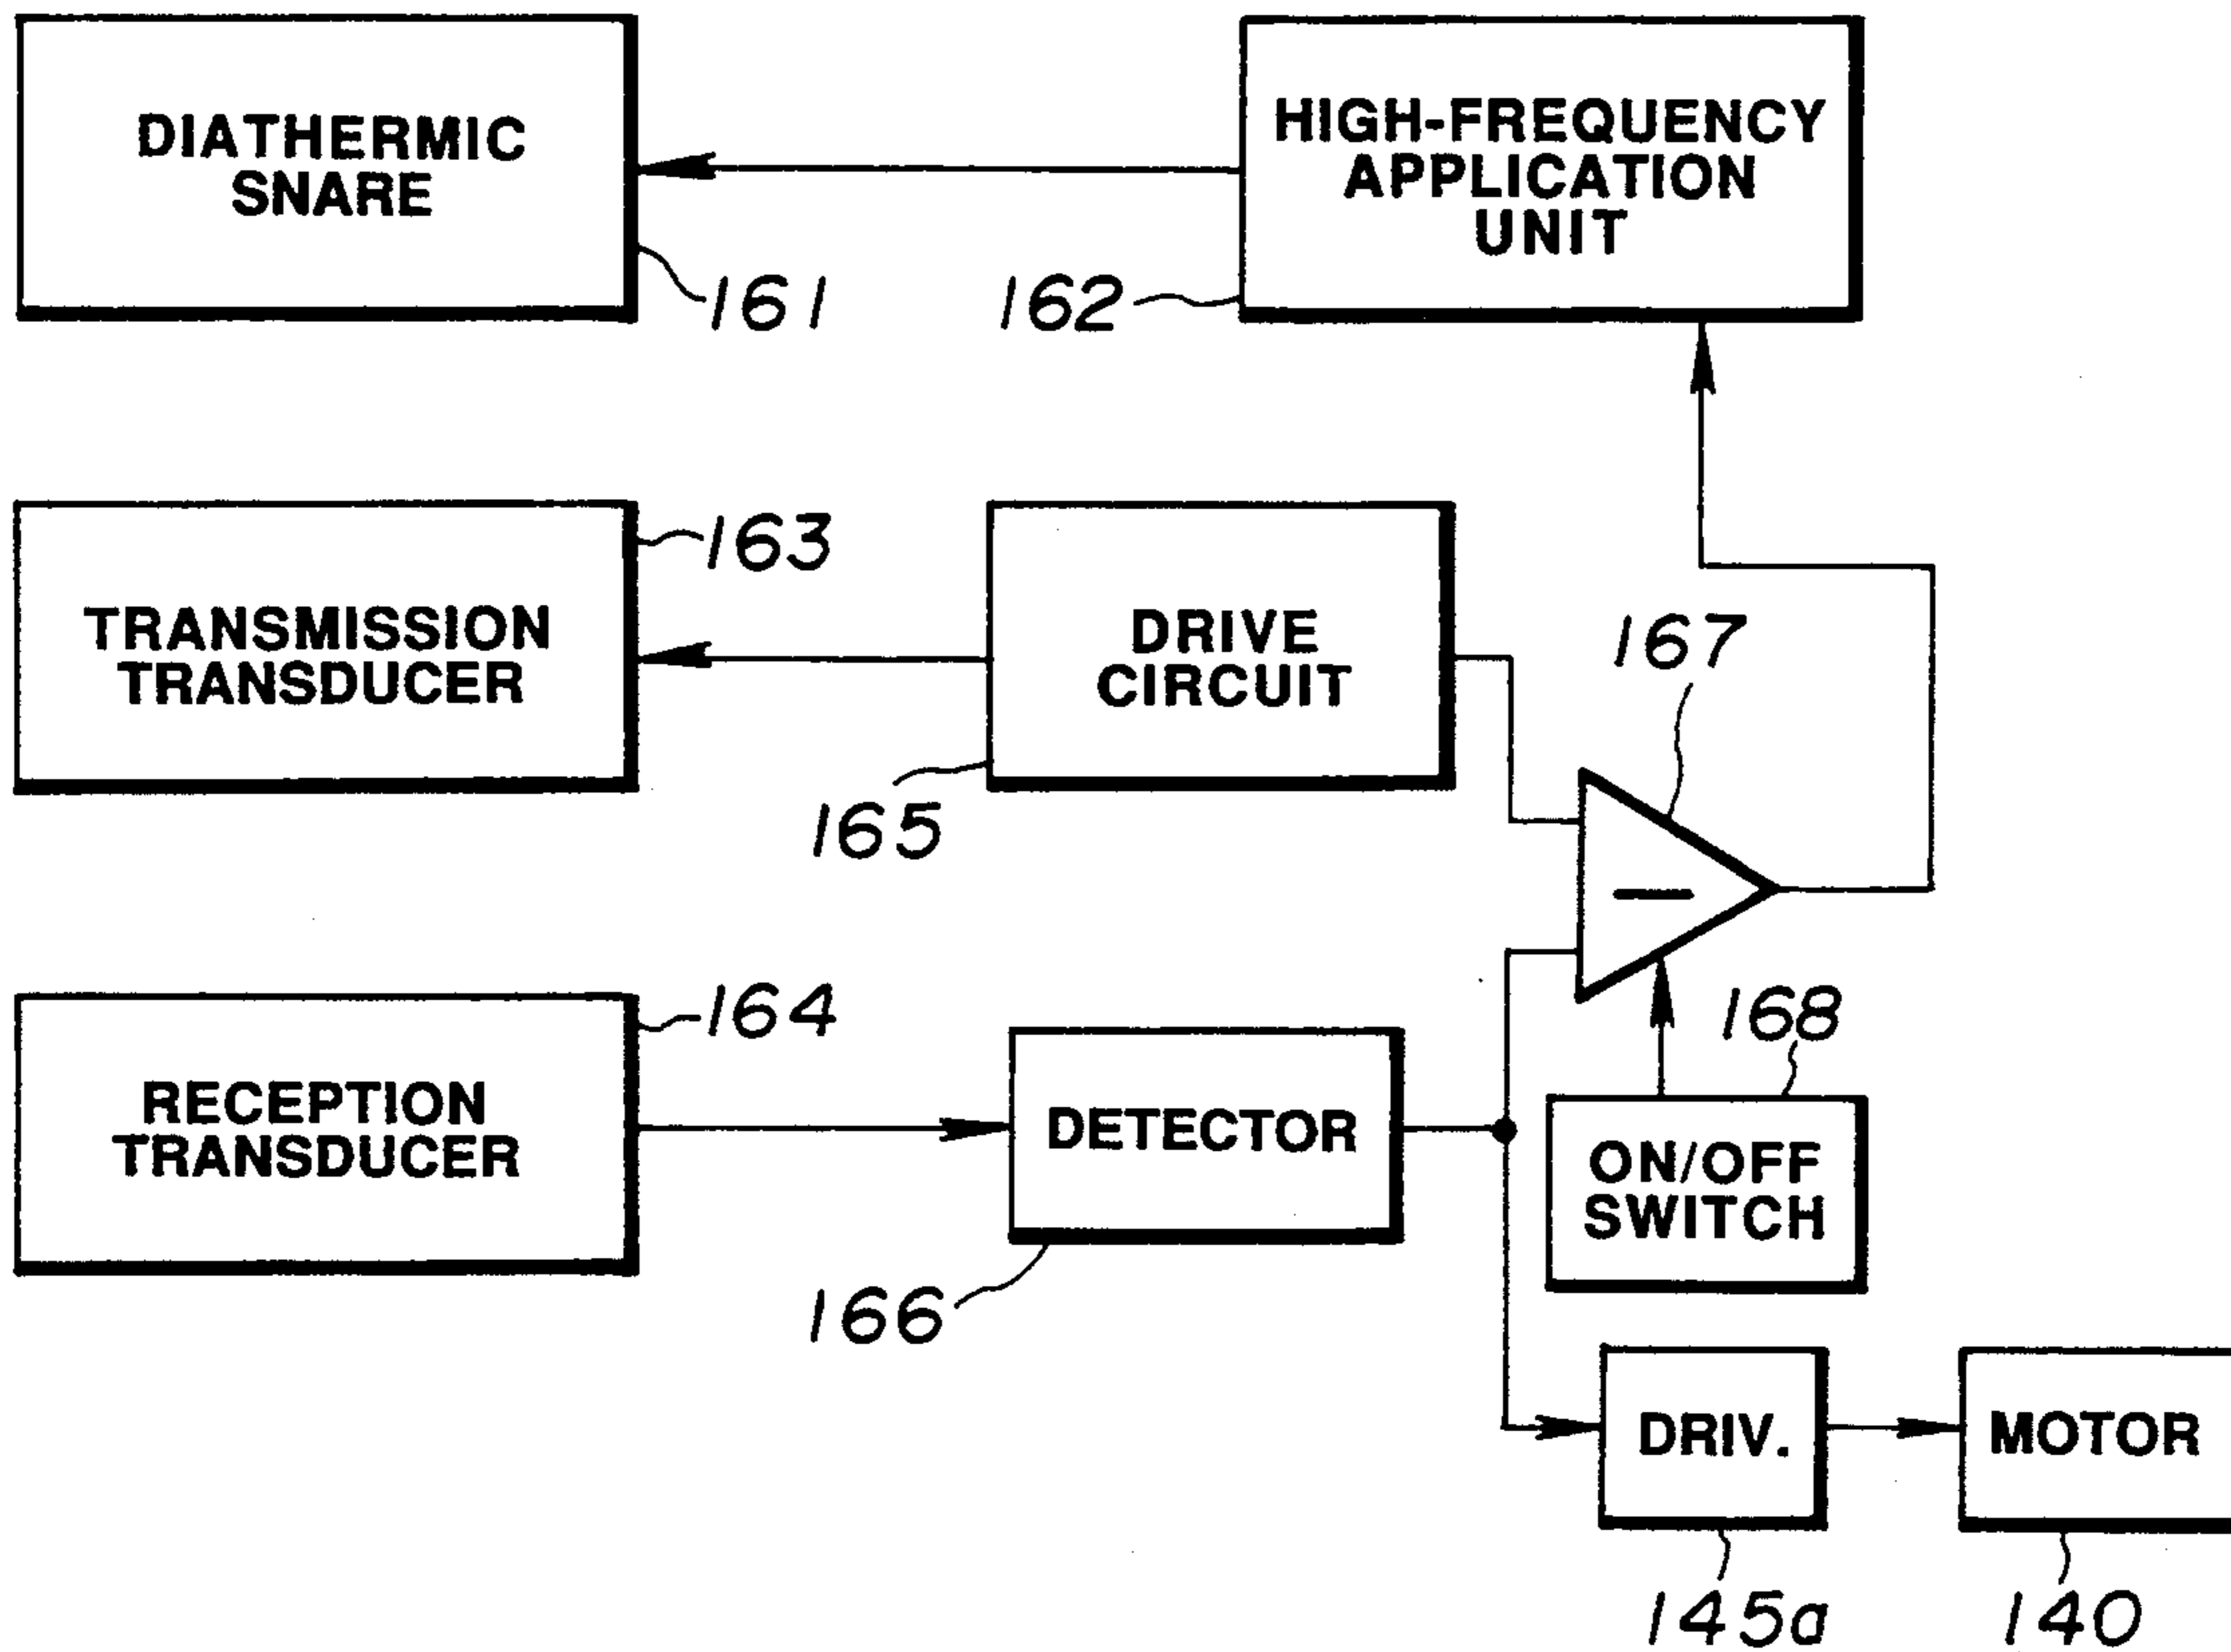 DIATHERMIC
SNARE
161
HIGH-FREQUENCY
APPLICATION
UNIT
162
TRANSMISSION
TRANSDUCER
163
DRIVE
CIRCUIT
165
167
RECEPTION
TRANSDUCER
164
DETECTOR
166
168
ON/OFF
SWITCH
DRIV.
145a
MOTOR
140